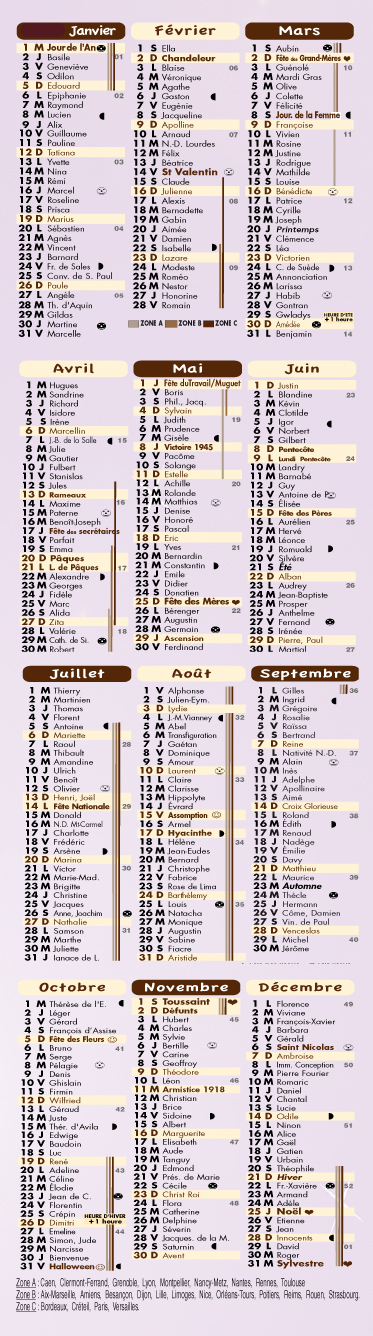 Janvier
1 M Jour de l'An
2 J Basile 01
3 V Geneviève
4 S Odilon
5 D Edouard
6 L Epiphanie 02
7 M Raymond
8 M Lucien
9 J Alix
10 V Guillaume
11 S Pauline
12 D Tatiana
13 L Yvette 03
14 M Nina
15 M Rémi
16 J Marcel
17 V Roseline
18 S Prisca
19 D Marius
20 L Sébastien 04
21 M Agnès
22 M Vincent
23 J Barnard
24 V Fr. de Sales
25 S Conv. de S. Paul
26 D Paule
27 L Angèle 05
28 M Th. d'Aquin
29 M Gildas
30 J Martine
31 V Marcelle
Février
1 S Ella
2 D Chandeleur
3 L Blaise 06
4 M Véronique
5 M Agathe
6 J Gaston
7 V Eugénie
8 S Jacqueline
9 D Apolline
10 L Arnaud 07
11 M N.-D. Lourdes
12 M Félix
13 J Béatrice
14 V St Valentin
15 S Claude
16 D Julienne
17 L Alexis 08
18 M Bernadette
19 M Gabin
20 J Aimée
21 V Damien
22 S Isabelle
23 D Lazare
24 L Modeste 09
25 M Roméo
26 M Nestor
27 J Honorine
28 V Romain
ZONE A ZONE B ZONE C
Mars
1 S Aubin
2 D Fête des Grand-Mères
3 L Guénolé 10
4 M Mardi Gras
5 M Olive
6 J Colette
7 V Félicité
8 S Jour. de la Femme
9 D Françoise
10 L Vivien 11
11 M Rosine
12 M Justine
13 J Rodrigue
14 V Mathilde
15 S Louise
16 D Bénédicte
17 L Patrice 12
18 M Cyrille
19 M Joseph
20 J Printemps
21 V Clémence
22 S Léa
23 D Victorien
24 L C. de Suède 13
25 M Annonciation
26 M Larissa
27 J Habib
28 V Gontran
29 S Gwladys HEURE D'ÉTÉ
30 D Amédée +1 heure
31 L Benjamin 14
Avril
1 M Hugues
2 M Sandrine
3 J Richard
4 V Isidore
5 S Irène
6 D Marcellin
7 L J.-B. de la Salle 15
8 M Julie
9 M Gautier
10 J Fulbert
11 V Stanislas
12 S Jules
13 D Rameaux
14 L Maxime 16
15 M Paterne
16 M Benoît-Joseph
17 J Fête des secrétaires
18 V Parfait
19 S Emma
20 D Pâques
21 L L. de Pâques 17
22 M Alexandre
23 M Georges
24 J Fidèle
25 V Marc
26 S Alida
27 D Zita
28 L Valérie 18
29 M Cath. de Si.
30 M Robert
Mai
1 J Fête duTravail/Muguet
2 V Boris
3 S Phil., Jacq.
4 D Sylvain
5 L Judith 19
6 M Prudence
7 M Gisèle
8 J Victoire 1945
9 V Pacôme
10 S Solange
11 D Estelle
12 L Achille 20
13 M Rolande
14 M Matthias
15 J Denise
16 V Honoré
17 S Pascal
18 D Eric
19 L Yves 21
20 M Bernardin
21 M Constantin
22 J Emile
23 V Didier
24 S Donatien
25 D Fête des Mères
26 L Bérenger 22
27 M Augustin
28 M Germain
29 J Ascension
30 V Ferdinand
Juin
1 D Justin
2 L Blandine 23
3 M Kévin
4 M Clotilde
5 J Igor
6 V Norbert
7 S Gilbert
8 D Pentecôte
9 L Lundi Pentecôte 24
10 M Landry
11 M Barnabé
12 J Guy
13 V Antoine de P.
14 S Élisée
15 D Fête des Pères
16 L Aurélien 25
17 M Hervé
18 M Léonce
19 J Romuald
20 V Silvère
21 S Été
22 D Alban
23 L Audrey 26
24 M Jean-Baptiste
25 M Prosper
26 J Anthelme
27 V Fernand
28 S Irénée
29 D Pierre, Paul
30 L Martial 27
Juillet
1 M Thierry
2 M Martinien
3 J Thomas
4 V Florent
5 S Antoine
6 D Mariette
7 L Raoul 28
8 M Thibault
9 M Amandine
10 J Ulrich
11 V Benoît
12 S Olivier
13 D Henri, Joël
14 L Fête Nationale 29
15 M Donald
16 M N.D. Mt-Carmel
17 J Charlotte
18 V Frédéric
19 S Arsène
20 D Marina
21 L Victor 30
22 M Marie-Mad.
23 M Brigitte
24 J Christine
25 V Jacques
26 S Anne, Joachim
27 D Nathalie
28 L Samson 31
29 M Marthe
30 M Juliette
31 J Ignace de L.
Août
1 V Alphonse
2 S Julien-Eym.
3 D Lydie
4 L J.-M.Vianney 32
5 M Abel
6 M Transfiguration
7 J Gaétan
8 V Dominique
9 S Amour
10 D Laurent
11 L Claire 33
12 M Clarisse
13 M Hippolyte
14 J Évrard
15 V Assomption
16 S Armel
17 D Hyacinthe
18 L Hélène 34
19 M Jean-Eudes
20 M Bernard
21 J Christophe
22 V Fabrice
23 S Rose de Lima
24 D Barthélemy
25 L Louis 35
26 M Natacha
27 M Monique
28 J Augustin
29 V Sabine
30 S Fiacre
31 D Aristide
Septembre
1 L Gilles 36
2 M Ingrid
3 M Grégoire
4 J Rosalie
5 V Raïssa
6 S Bertrand
7 D Reine
8 L Nativité N.-D. 37
9 M Alain
10 M Inès
11 J Adelphe
12 V Apollinaire
13 S Aimé
14 D Croix Glorieuse
15 L Roland 38
16 M Édith
17 M Renaud
18 J Nadège
19 V Émilie
20 S Davy
21 D Matthieu
22 L Maurice 39
23 M Automne
24 M Thècle
25 J Hermann
26 V Côme, Damien
27 S Vin. de Paul
28 D Venceslas
29 L Michel 40
30 M Jérôme
Octobre
1 M Thérèse de l'E.
2 J Léger
3 V Gérard
4 S François d'Assise
5 D Fête des Fleurs
6 L Bruno 41
7 M Serge
8 M Pélagie
9 J Denis
10 V Ghislain
11 S Firmin
12 D Wilfried
13 L Géraud 42
14 M Juste
15 M Thér. d'Avila
16 J Edwige
17 V Baudoin
18 S Luc
19 D René
20 L Adeline 43
21 M Céline
22 M Élodie
23 J Jean de C.
24 V Florentin
25 S Crépin HEURE D'HIVER
26 D Dimitri +1 heure
27 L Emeline 44
28 M Simon, Jude
29 M Narcisse
30 J Bienvenue
31 V Halloween
Novembre
1 S Toussaint
2 D Défunts
3 L Hubert 45
4 M Charles
5 M Sylvie
6 J Bertille
7 V Carine
8 S Geoffrey
9 D Théodore
10 L Léon 46
11 M Armistice 1918
12 M Christian
13 J Brice
14 V Sidoine
15 S Albert
16 D Marguerite
17 L Elisabeth 47
18 M Aude
19 M Tanguy
20 J Edmond
21 V Prés. de Marie
22 S Cécile
23 D Christ Roi
24 L Flora 48
25 M Catherine
26 M Delphine
27 J Séverin
28 V Jacques. de la M.
29 S Saturnin
30 D Avent
Décembre
1 L Florence 49
2 M Viviane
3 M François-Xavier
4 J Barbara
5 V Gérald
6 S Saint Nicolas
7 D Ambroise
8 L Imm. Conception 50
9 M Pierre Fourier
10 M Romaric
11 J Daniel
12 V Chantal
13 S Lucie
14 D Odile
15 L Ninon 51
16 M Alice
17 M Gaël
18 J Gatien
19 V Urbain
20 S Théophile
21 D Hiver
22 L Fr.-Xavière 52
23 M Armand
24 M Adèle
25 J Noël
26 V Etienne
27 S Jean
28 D Innocents
29 L David 01
30 M Roger
31 M Sylvestre
Zone A : Caen, Clermont-Ferrand, Grenoble, Lyon, Montpellier, Nancy-Metz, Nantes, Rennes, Toulouse
Zone B : Aix-Marseille, Amiens, Besançon, Dijon, Lille, Limoges, Nice, Orléans-Tours, Poitiers, Reims, Rouen, Strasbourg.
Zone C : Bordeaux, Créteil, Paris, Versailles.